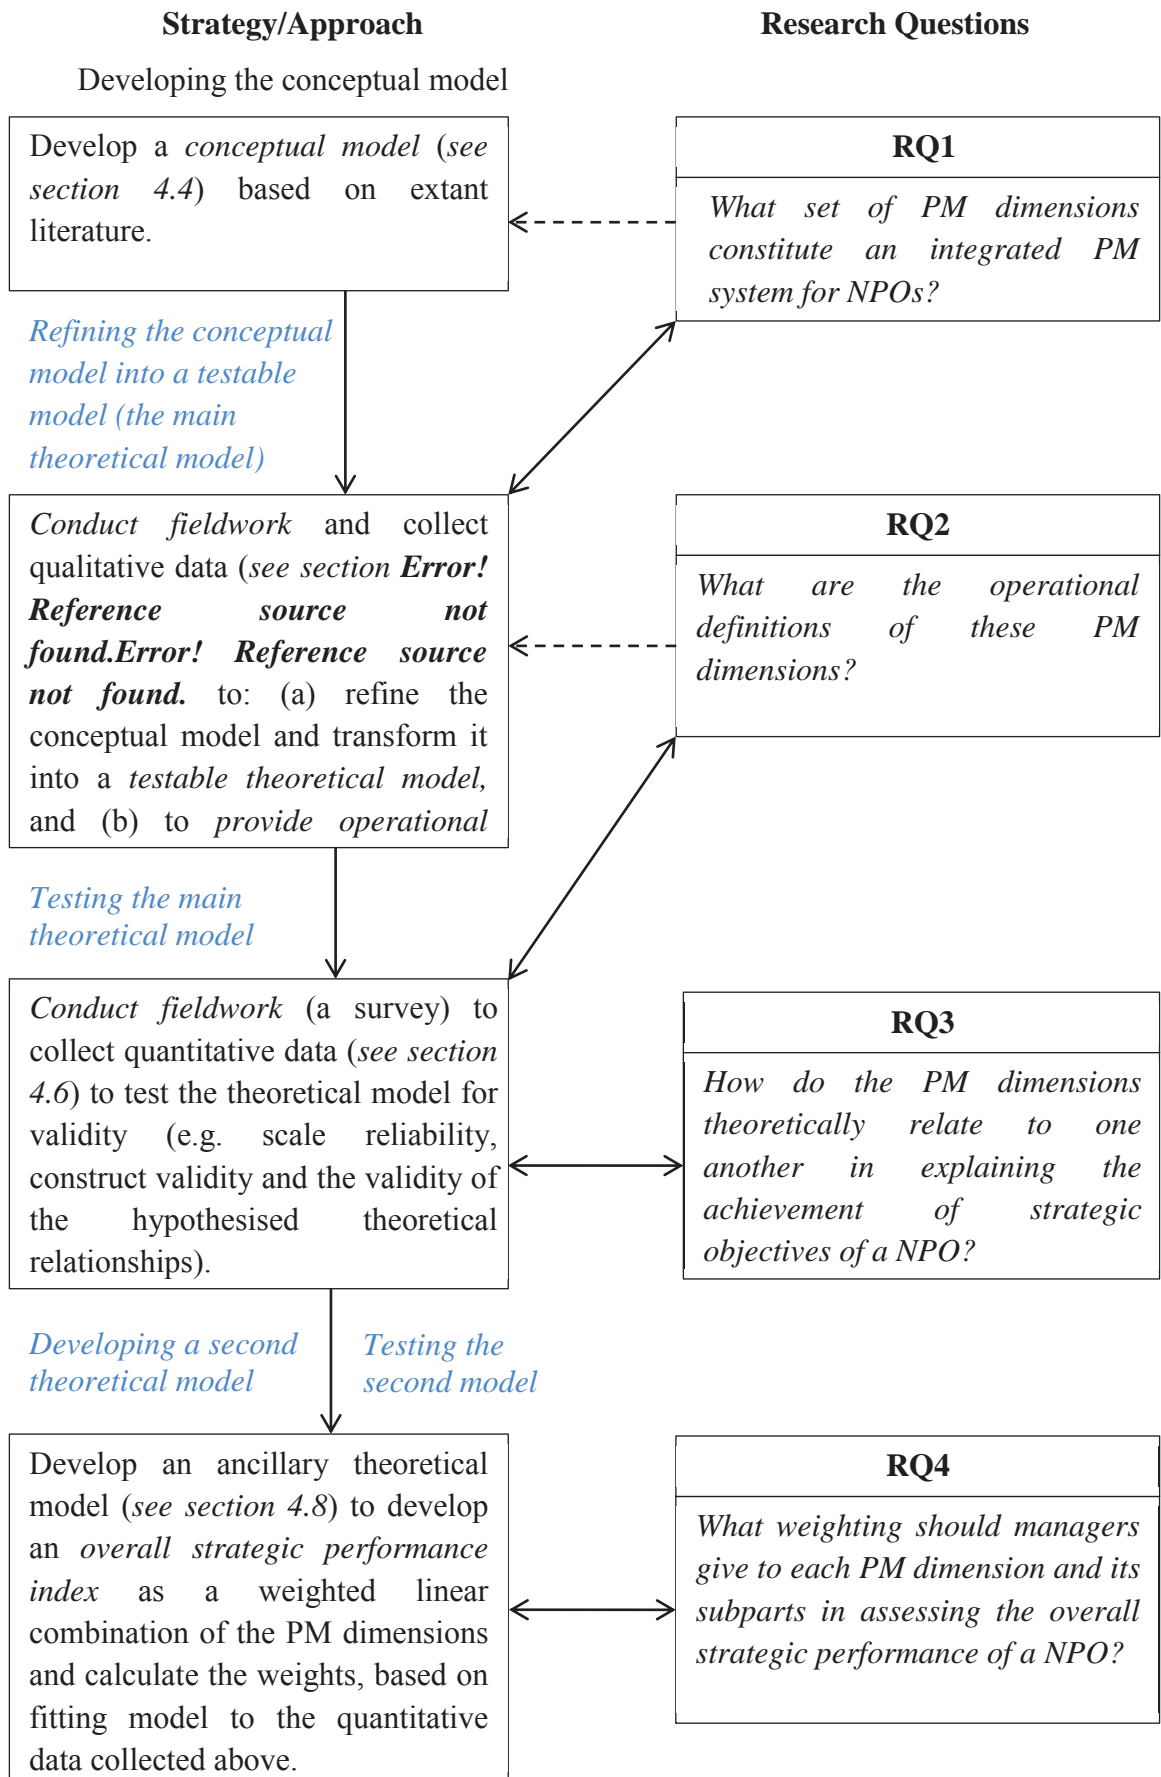 Strategy/Approach
Research Questions
Developing the conceptual model
Develop a conceptual model (see
section 4.4) based on extant
literature.
RQ1
What set of PM dimensions
constitute an integrated PM
system for NPOs?
Refining the conceptual
model into a testable
model (the main
theoretical model)
Conduct fieldwork and collect
qualitative data (see section Error!
Reference source not
found.Error! Reference source
not found. to: (a) refine the
conceptual model and transform it
into a testable theoretical model,
and (b) to provide operational
RQ2
What are the operational
definitions of these PM
dimensions?
Testing the main
theoretical model
Conduct fieldwork (a survey) to
collect quantitative data (see section
4.6) to test the theoretical model for
validity (e.g. scale reliability,
construct validity and the validity of
the hypothesised theoretical
relationships).
RQ3
How do the PM dimensions
theoretically relate to one
another in explaining the
achievement of strategic
objectives of a NPO?
Developing a second
theoretical model
Testing the
second model
Develop an ancillary theoretical
model (see section 4.8) to develop
an overall strategic performance
index as a weighted linear
combination of the PM dimensions
and calculate the weights, based on
fitting model to the quantitative
data collected above.
RQ4
What weighting should managers
give to each PM dimension and its
subparts in assessing the overall
strategic performance of a NPO?